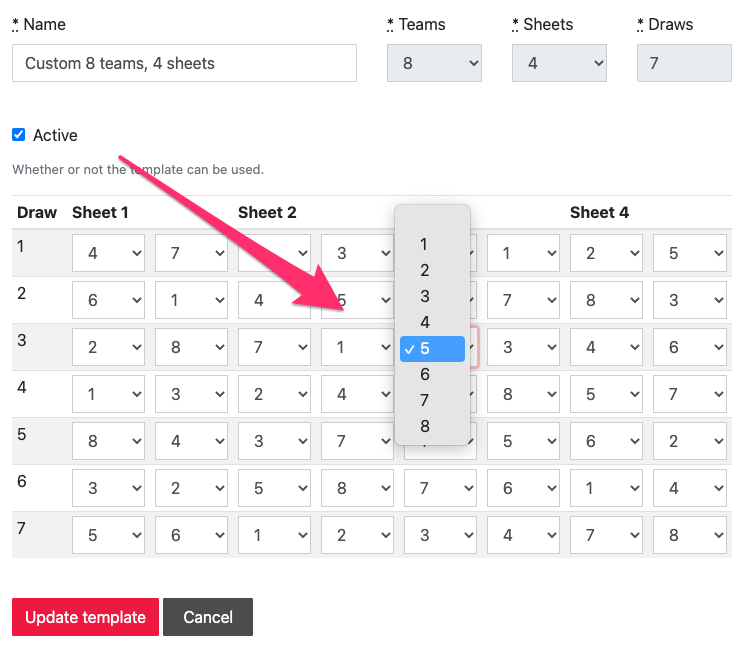 * Name * Teams * Sheets * Draws
Custom 8 teams, 4 sheets 8 4 7
Active
Whether or not the template can be used.
Draw Sheet 1 Sheet 2 Sheet 4
1 4 7 3 1 2 5
2 6 1 4 5 7 8 3
3 2 8 7 1 3 4 6
4 1 3 2 4 8 5 7
5 8 4 3 7 5 6 2
6 3 2 5 8 7 6 1 4
7 5 6 1 2 3 4 7 8
1
2
3
4
✓ 5
6
7
8
Update template Cancel